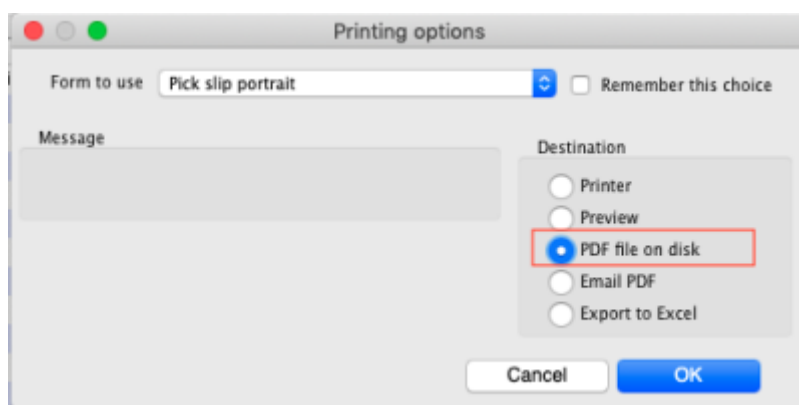 Printing options
Form to use Pick slip portrait Remember this choice
Message
Destination
Printer
Preview
PDF file on disk
Email PDF
Export to Excel
Cancel OK